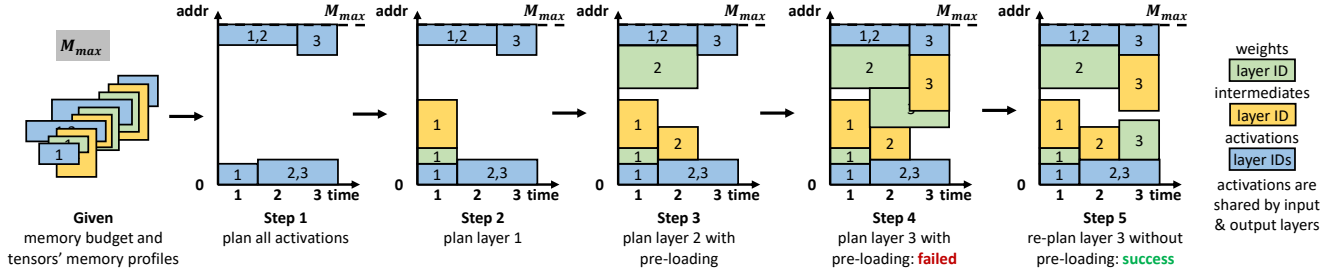 M_max
1
Given
memory budget and
tensors' memory profiles
addr
M_max
1,2
3
1
2,3
0
1 2 3 time
Step 1
plan all activations
M_max
1,2
3
1
1
1
2,3
0
1 2 3 time
Step 2
plan layer 1
M_max
1,2
3
2
1
2
1
1
2,3
0
1 2 3 time
Step 3
plan layer 2 with
pre-loading
addr
M_max
1,2
3
2
3
3
1
2
1
1
2,3
0
1 2 3 time
Step 4
plan layer 3 with
pre-loading: failed
addr
M_max
1,2
3
2
3
1
2
3
1
1
2,3
0
1 2 3 time
Step 5
re-plan layer 3 without
pre-loading: success
weights
layer ID
intermediates
layer ID
activations
layer IDs
activations are
shared by input
& output layers